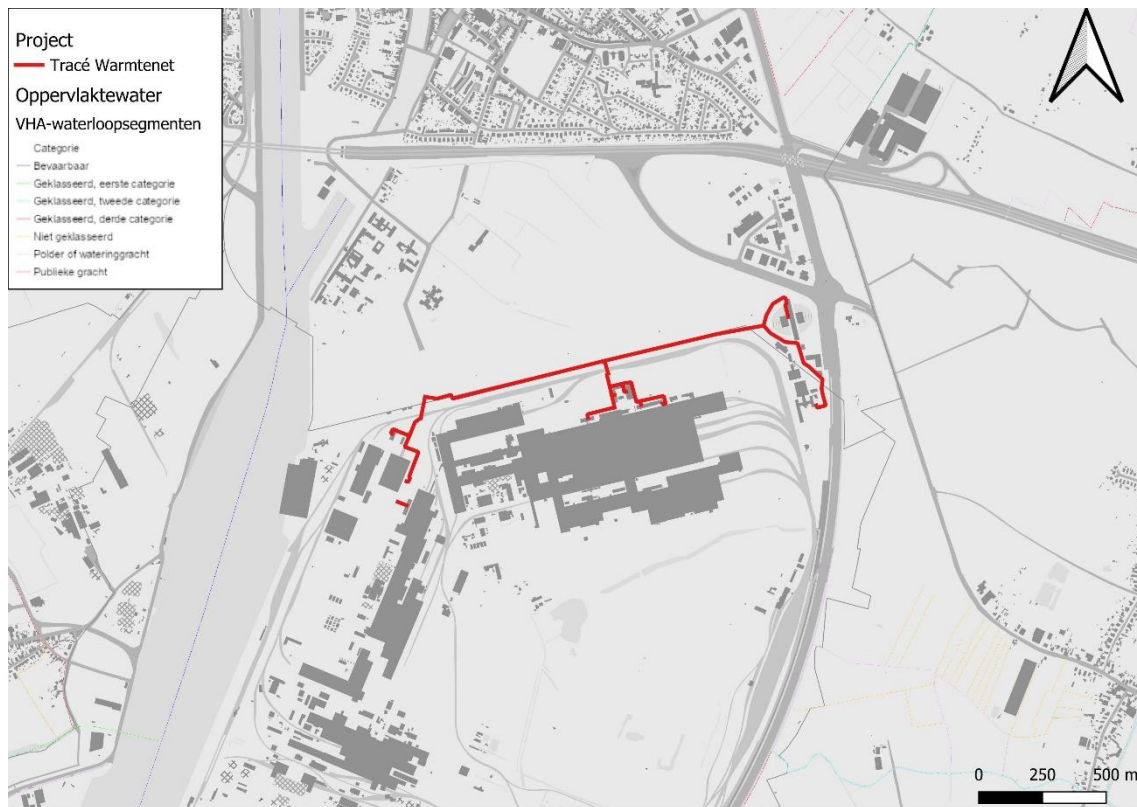 Project
Tracé Warmtenet
Oppervlaktewater
VHA-waterloopsegmenten
Categorie
Bevaarbaar
Geklasseerd, eerste categorie
Geklasseerd, tweede categorie
Geklasseerd, derde categorie
Niet geklasseerd
Polder of wateringgracht
Publieke gracht
0 250 500 m